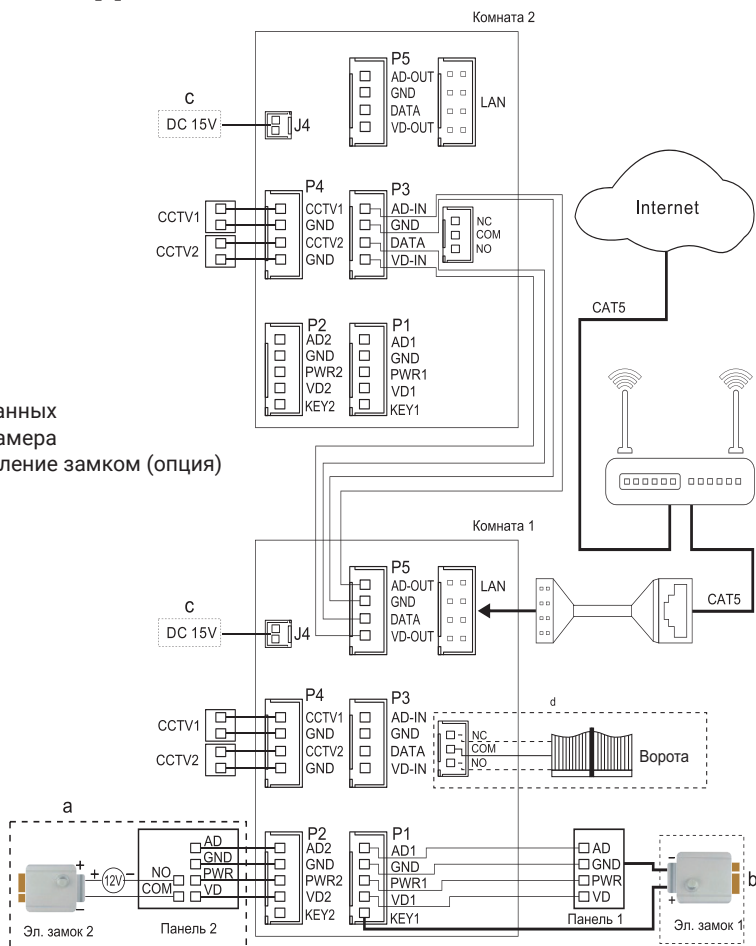 Комната 2
P5
AD-OUT
GND
DATA
VD-OUT
LAN
c
DC 15V
J4
P4
CCTV1
GND
CCTV2
GND
CCTV1
CCTV2
P3
AD-IN
GND
DATA
VD-IN
NC
COM
NO
Internet
CAT5
P2
AD2
GND
PWR2
VD2
KEY2
P1
AD1
GND
PWR1
VD1
KEY1
анных
амера
ление замком (опция)
Комната 1
P5
AD-OUT
GND
DATA
VD-OUT
LAN
CAT5
c
DC 15V
J4
P4
CCTV1
GND
CCTV2
GND
CCTV1
CCTV2
P3
AD-IN
GND
DATA
VD-IN
d
NC
COM
NO
Ворота
a
+
+ 12V –
–
NO
COM
AD
GND
PWR
VD
Эл. замок 2
Панель 2
P2
AD2
GND
PWR2
VD2
KEY2
P1
AD1
GND
PWR1
VD1
KEY1
AD
GND
PWR
VD
Панель 1
–
+
b
Эл. замок 1